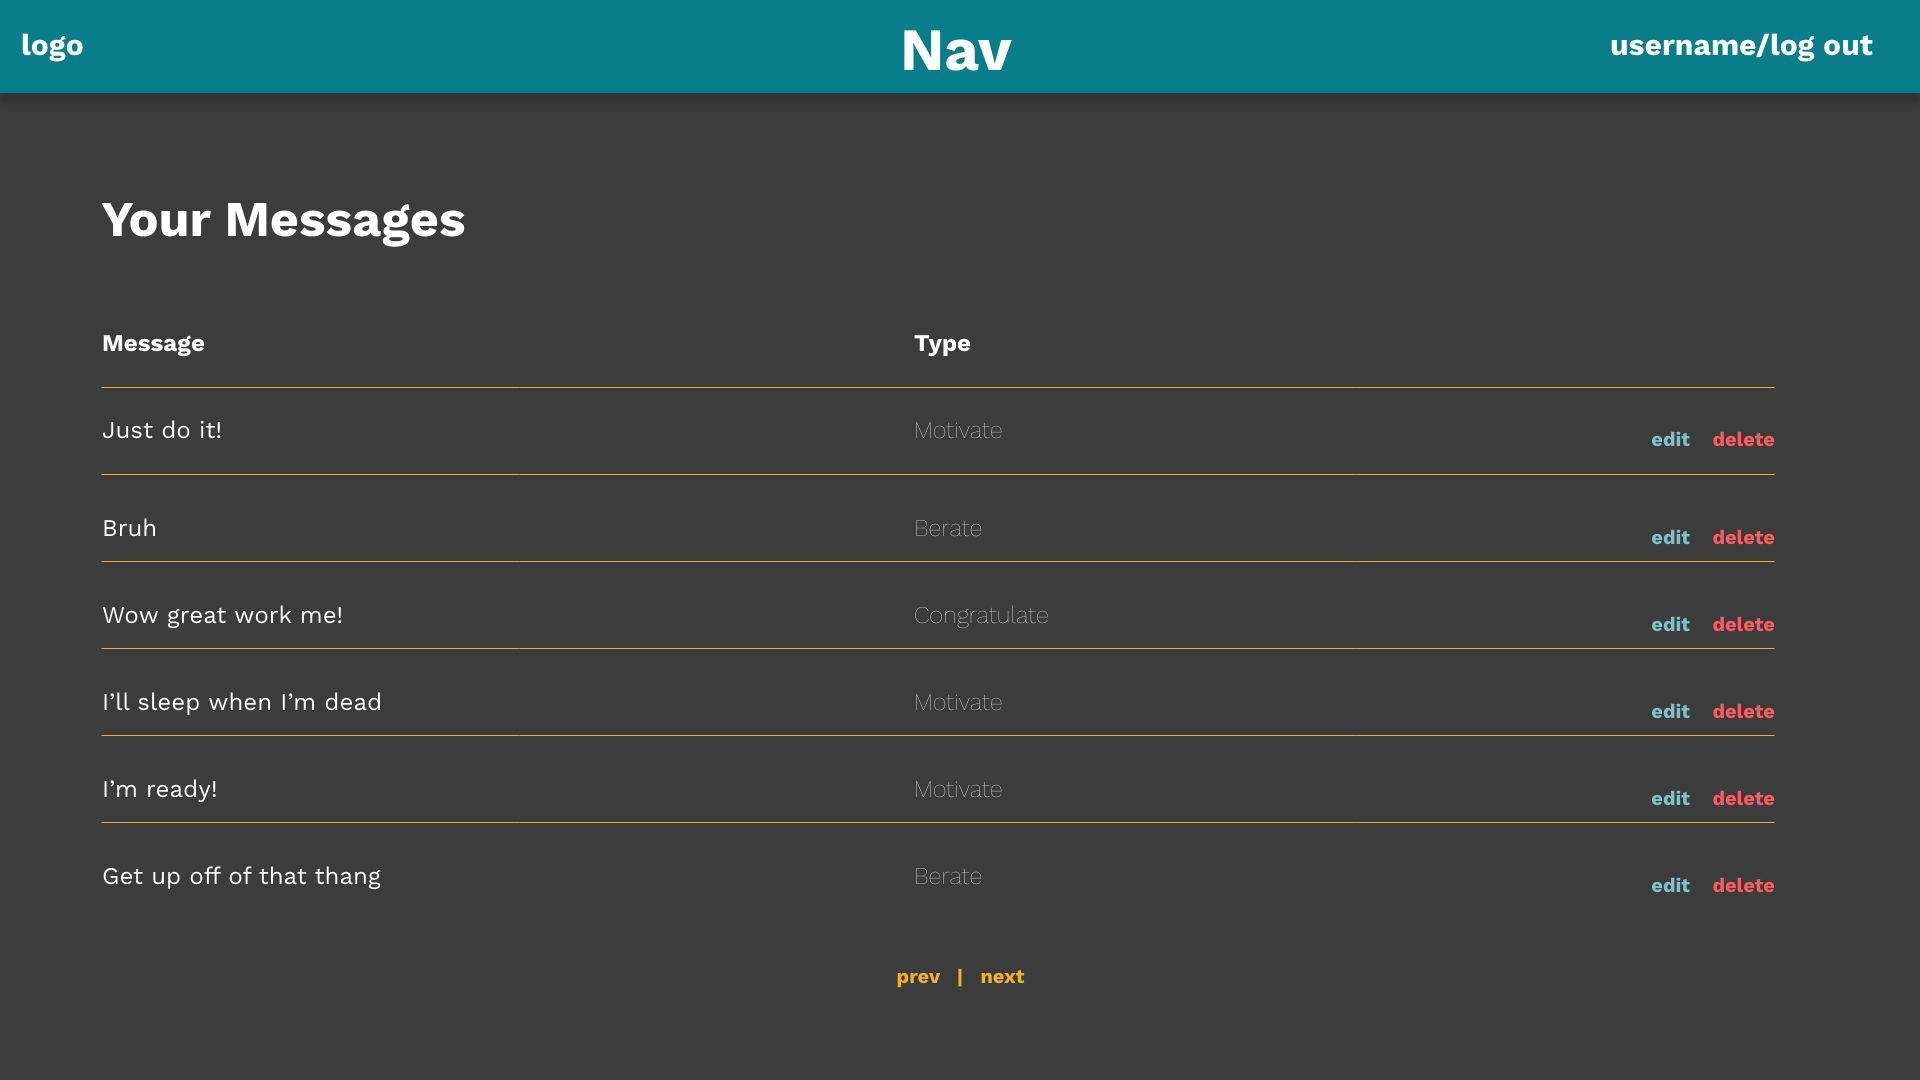 logo Nav username/log out
Your Messages
Message Type
Just do it! Motivate edit delete
Bruh Berate edit delete
Wow great work me! Congratulate edit delete
I’ll sleep when I’m dead Motivate edit delete
I’m ready! Motivate edit delete
Get up off of that thang Berate edit delete
prev | next